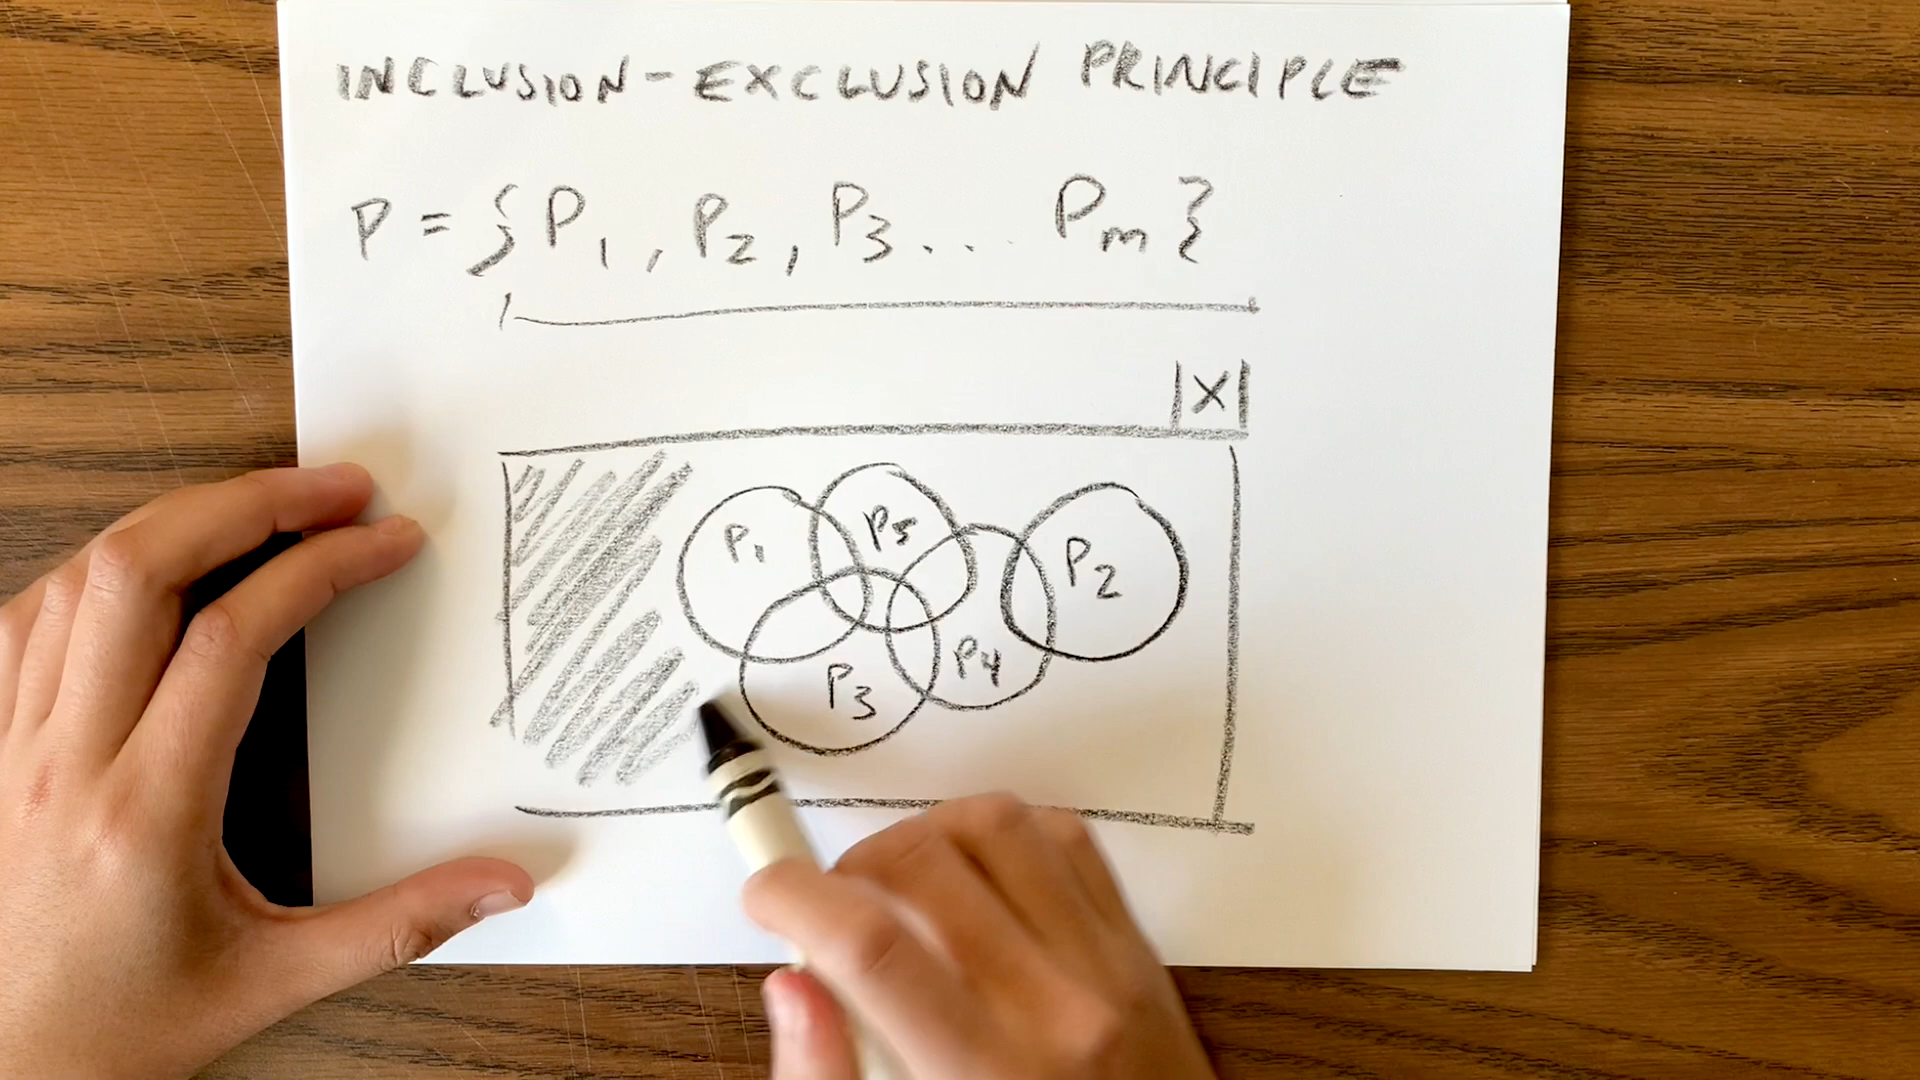 INCLUSION-EXCLUSION PRINCIPLE
P = {P1, P2, P3... Pm}
|X|
P1 P5 P2
P3 P4